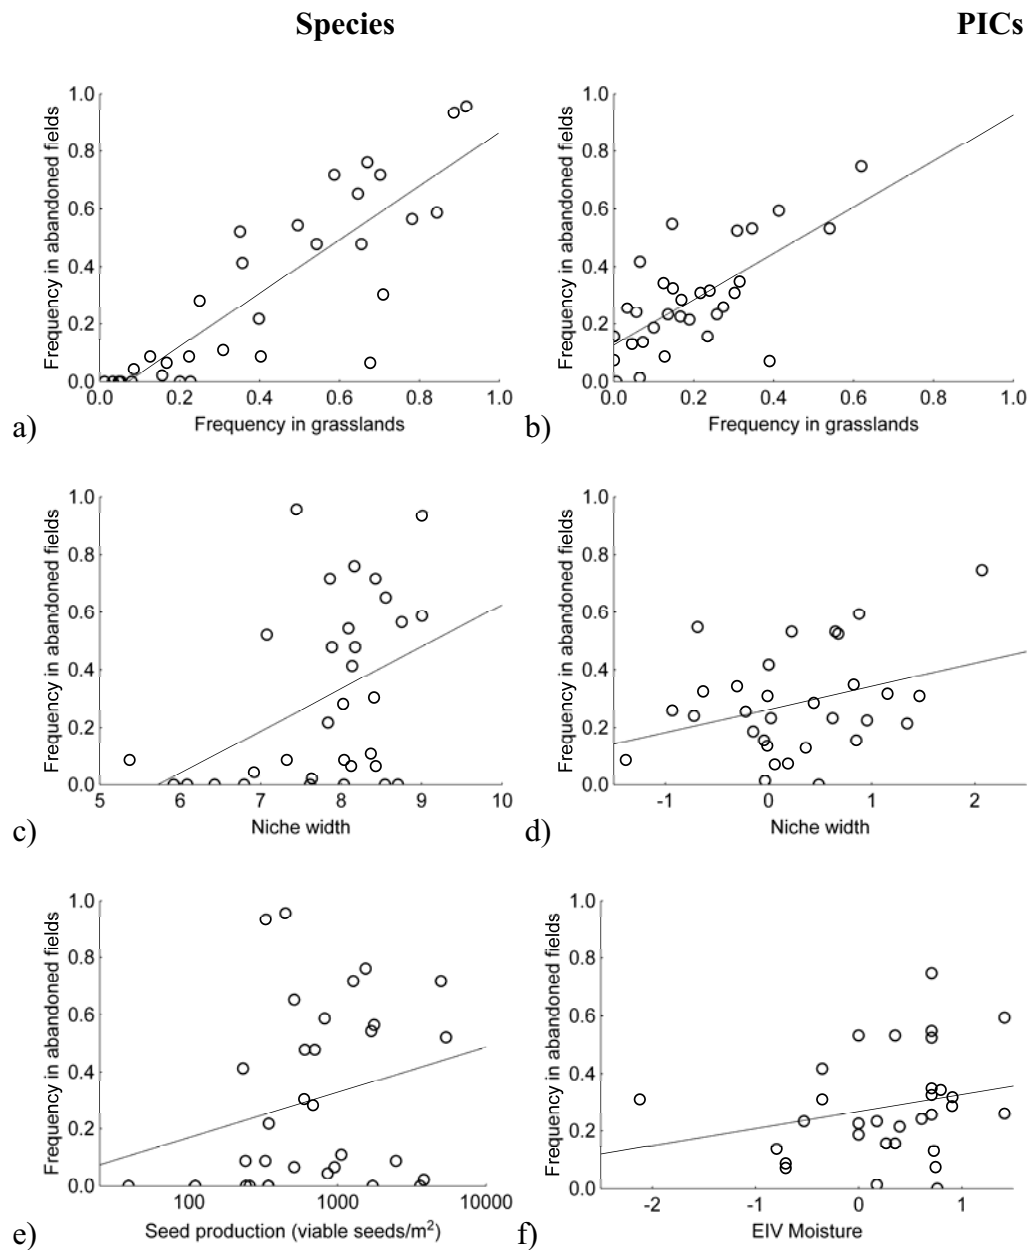 Species PICs
1.0 0.8 0.6 0.4 0.2 0.0
Frequency in abandoned fields
0.0 0.2 0.4 0.6 0.8 1.0
Frequency in grasslands
a)
1.0 0.8 0.6 0.4 0.2 0.0
Frequency in abandoned fields
0.0 0.2 0.4 0.6 0.8 1.0
Frequency in grasslands
b)
1.0 0.8 0.6 0.4 0.2 0.0
Frequency in abandoned fields
5 6 7 8 9 10
Niche width
c)
1.0 0.8 0.6 0.4 0.2 0.0
Frequency in abandoned fields
-1 0 1 2
Niche width
d)
1.0 0.8 0.6 0.4 0.2 0.0
Frequency in abandoned fields
100 1000 10000
Seed production (viable seeds/m²)
e)
1.0 0.8 0.6 0.4 0.2 0.0
Frequency in abandoned fields
-2 -1 0 1
EIV Moisture
f)